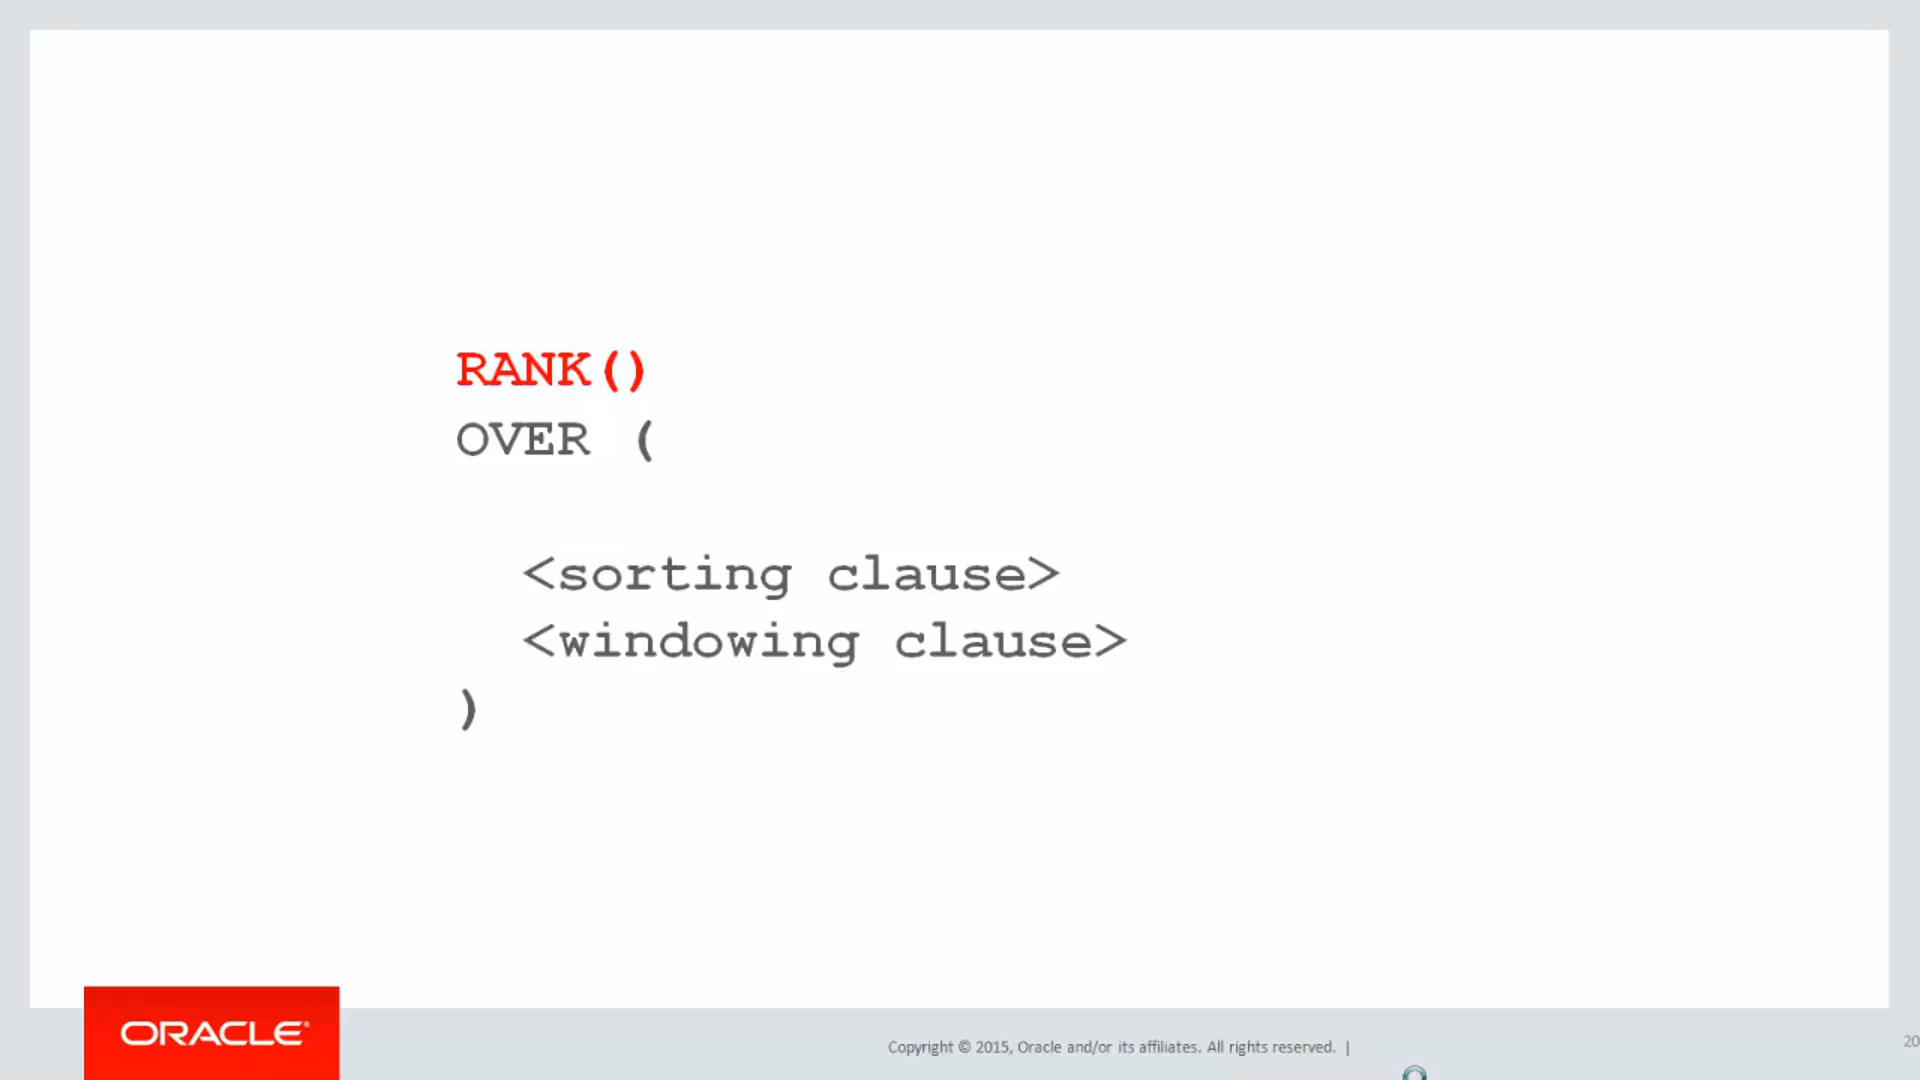 RANK()
OVER (
<sorting clause>
<windowing clause>
)
ORACLE®
Copyright © 2015, Oracle and/or its affiliates. All rights reserved. |
20